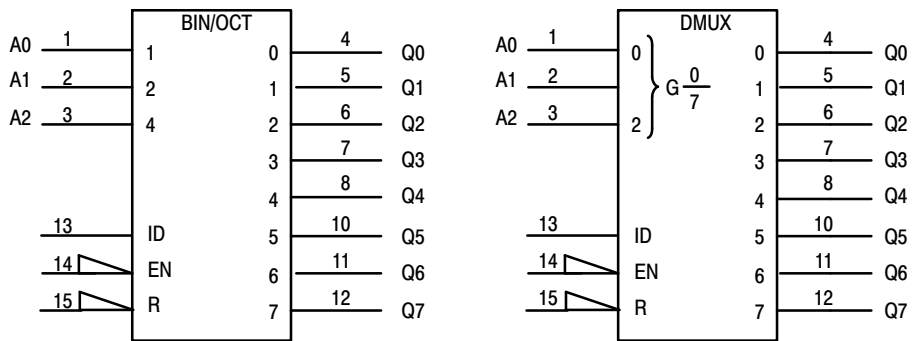 BIN/OCT
A0 1 1 0 4 Q0
A1 2 2 1 5 Q1
A2 3 4 2 6 Q2
3 7 Q3
4 8 Q4
13 ID 5 10 Q5
14 EN 6 11 Q6
15 R 7 12 Q7
DMUX
A0 1 0 0 4 Q0
A1 2 G 0/7 1 5 Q1
A2 3 2 2 6 Q2
3 7 Q3
4 8 Q4
13 ID 5 10 Q5
14 EN 6 11 Q6
15 R 7 12 Q7